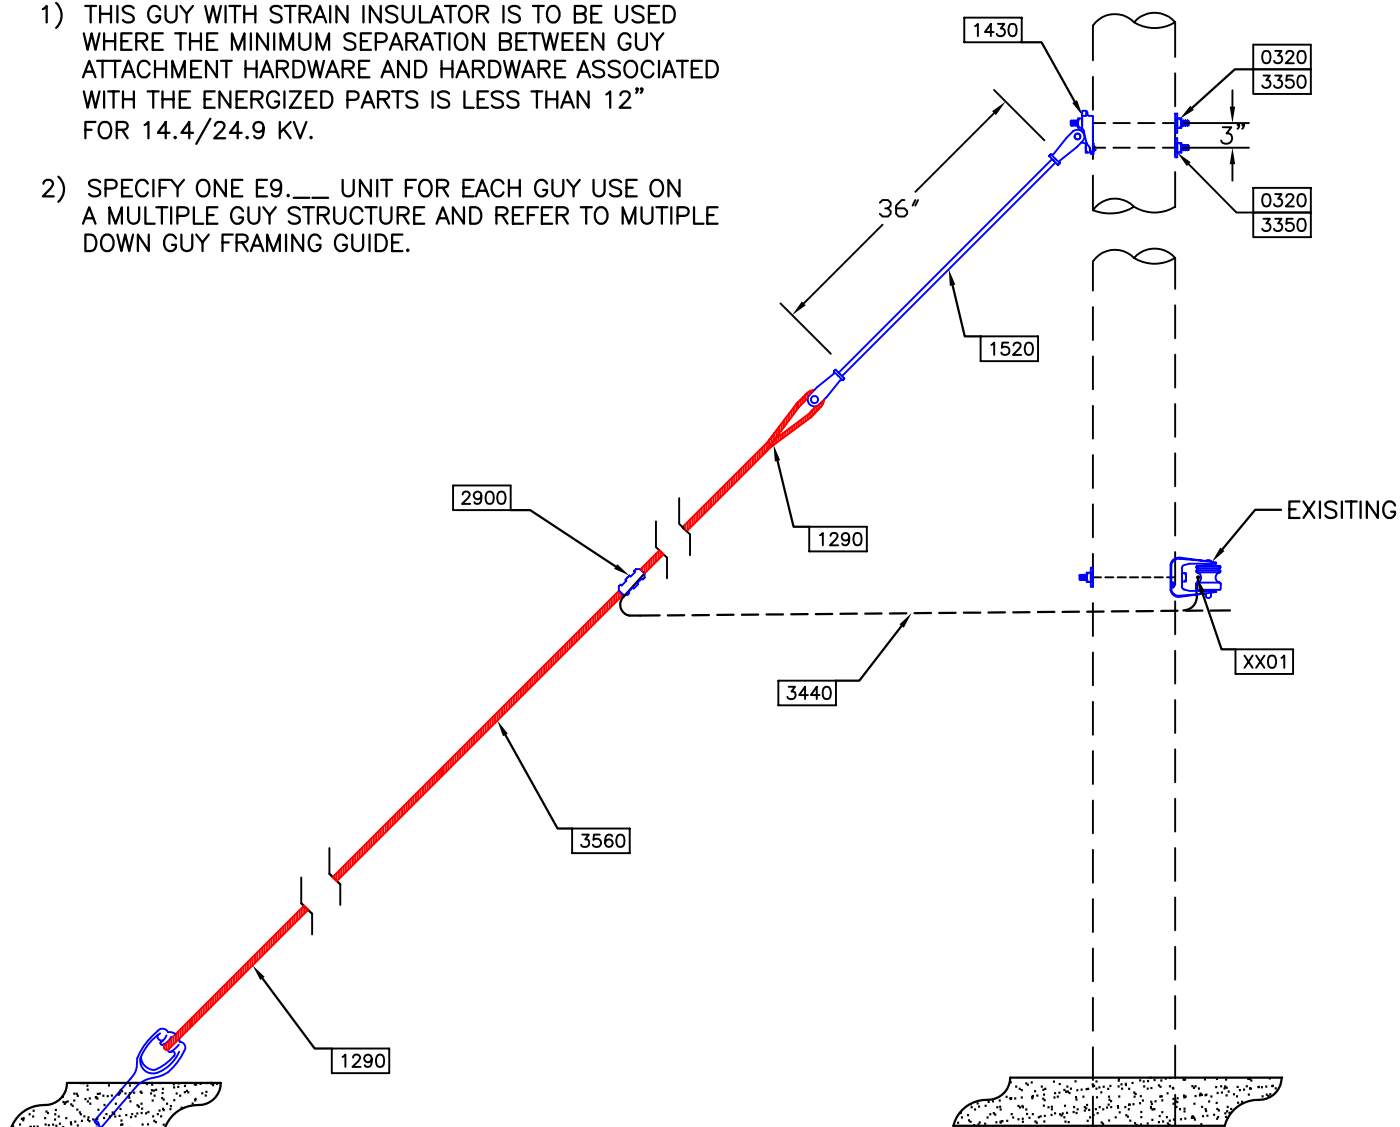 1) THIS GUY WITH STRAIN INSULATOR IS TO BE USED
WHERE THE MINIMUM SEPARATION BETWEEN GUY
ATTACHMENT HARDWARE AND HARDWARE ASSOCIATED
WITH THE ENERGIZED PARTS IS LESS THAN 12”
FOR 14.4/24.9 KV.
2) SPECIFY ONE E9.__ UNIT FOR EACH GUY USE ON
A MULTIPLE GUY STRUCTURE AND REFER TO MUTIPLE
DOWN GUY FRAMING GUIDE.
1430
0320
3350
3”
0320
3350
36"
1520
2900
1290
EXISITING
XX01
3440
3560
1290